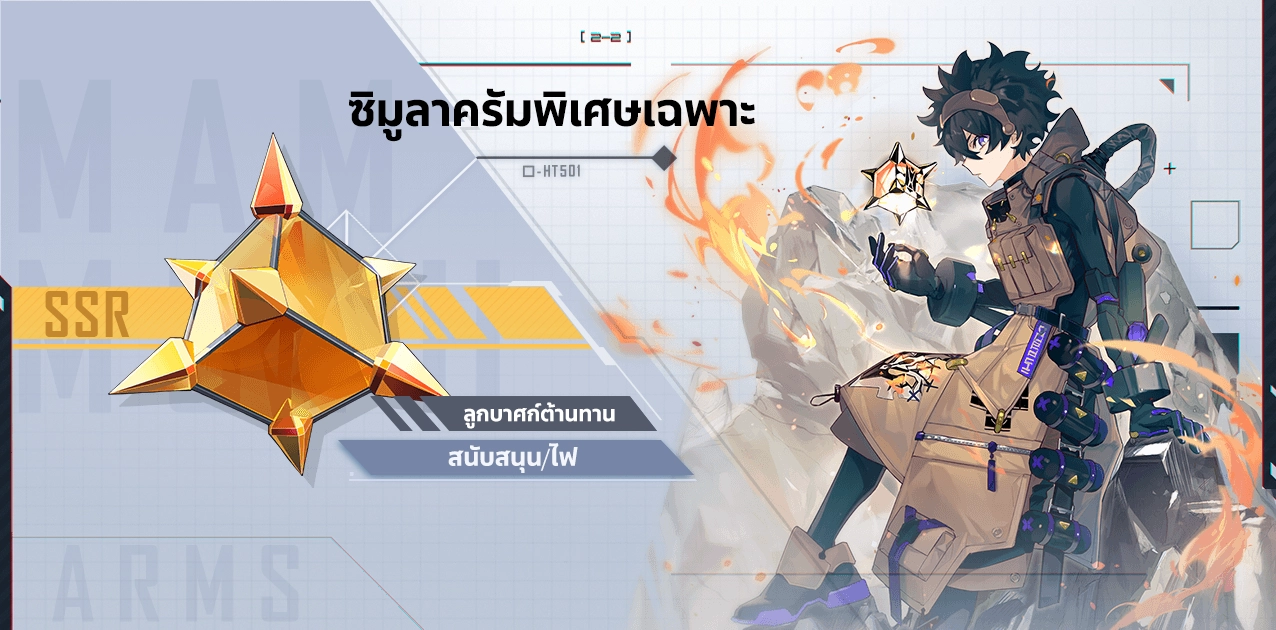 [ 2-2 ]
ซิมูลาครัมพิเศษเฉพาะ
-HT501
SSR
ลูกบาศก์ต้านทาน
สนับสนุน/ไฟ
ARMS